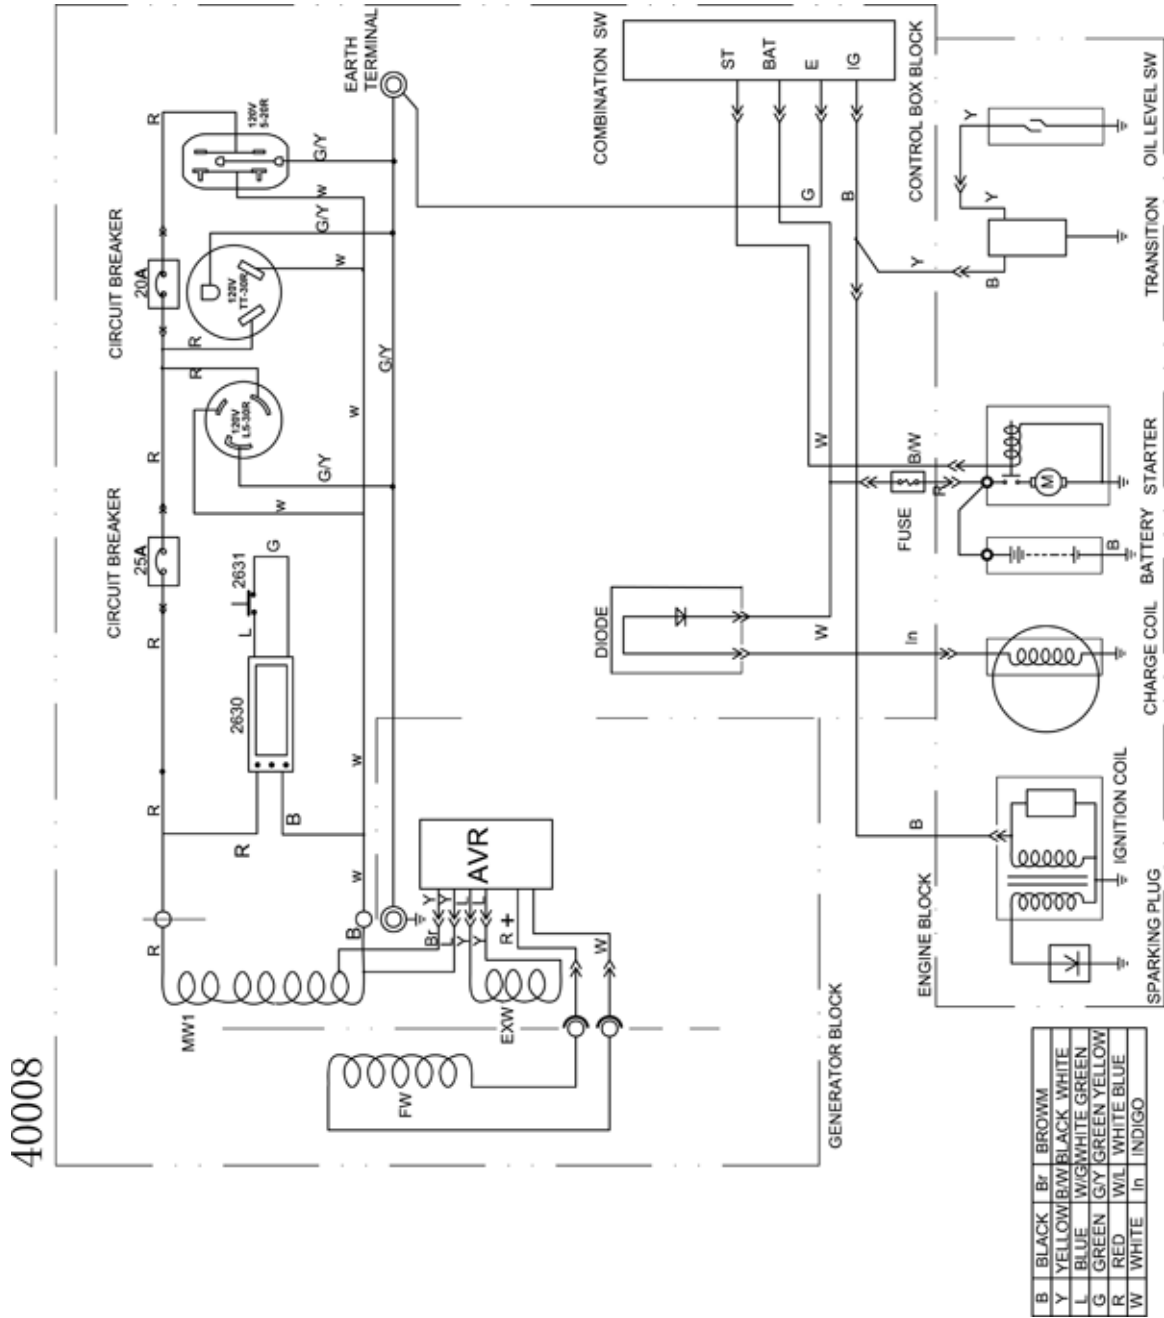 40008
EARTH
TERMINAL
120V
5-20R
R
G/Y
W
CIRCUIT BREAKER
20A
120V
TT-30R
G/Y
W
R
R
120V
L5-30R
G/Y
W
G/Y
W
R
CIRCUIT BREAKER
25A
R
2631
L
G
2630
R
R
B
W
W
R
B
MW1
AVR
Y
Y
L
L
Br
L
Y
Y
R
+
W
EXW
FW
GENERATOR BLOCK
COMBINATION SW
ST
BAT
E
IG
CONTROL BOX BLOCK
G
B
Y
B
W
B/W
R
FUSE
DIODE
W
In
B
ENGINE BLOCK
OIL LEVEL SW
Y
Y
TRANSITION
STARTER
M
BATTERY
B
CHARGE COIL
IGNITION COIL
SPARKING PLUG
B BLACK Br BROWM
Y YELLOW B/W BLACK WHITE
L BLUE W/G WHITE GREEN
G GREEN G/Y GREEN YELLOW
R RED W/L WHITE BLUE
W WHITE In INDIGO